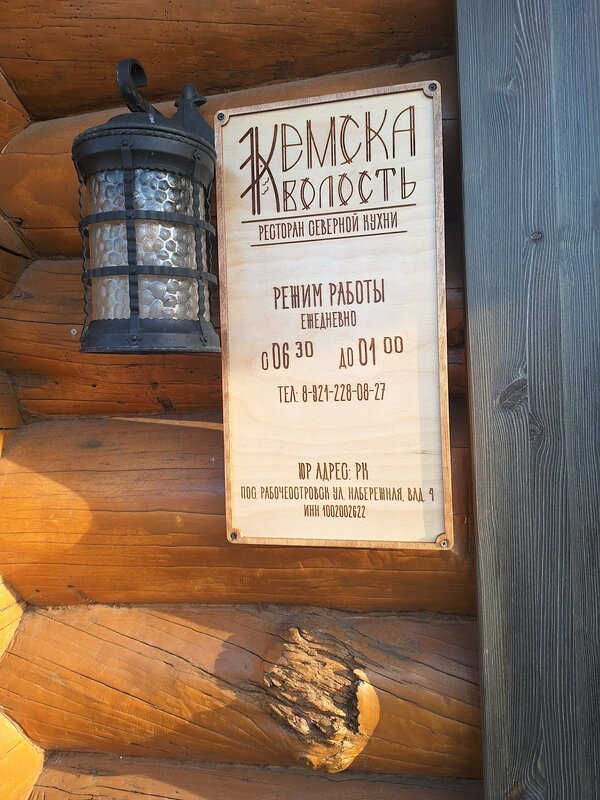 КЕМСКА
ВОЛОСТЬ
РЕСТОРАН СЕВЕРНОЙ КУХНИ
РЕЖИМ РАБОТЫ
ЕЖЕДНЕВНО
С 06 30 ДО 01 00
ТЕЛ: 8-921-228-08-27
ЮР АДРЕС: РК
ПОС. РАБОЧЕОСТРОВСК УЛ. НАБЕРЕЖНАЯ, ВЛД. 4
ИНН 1002002622